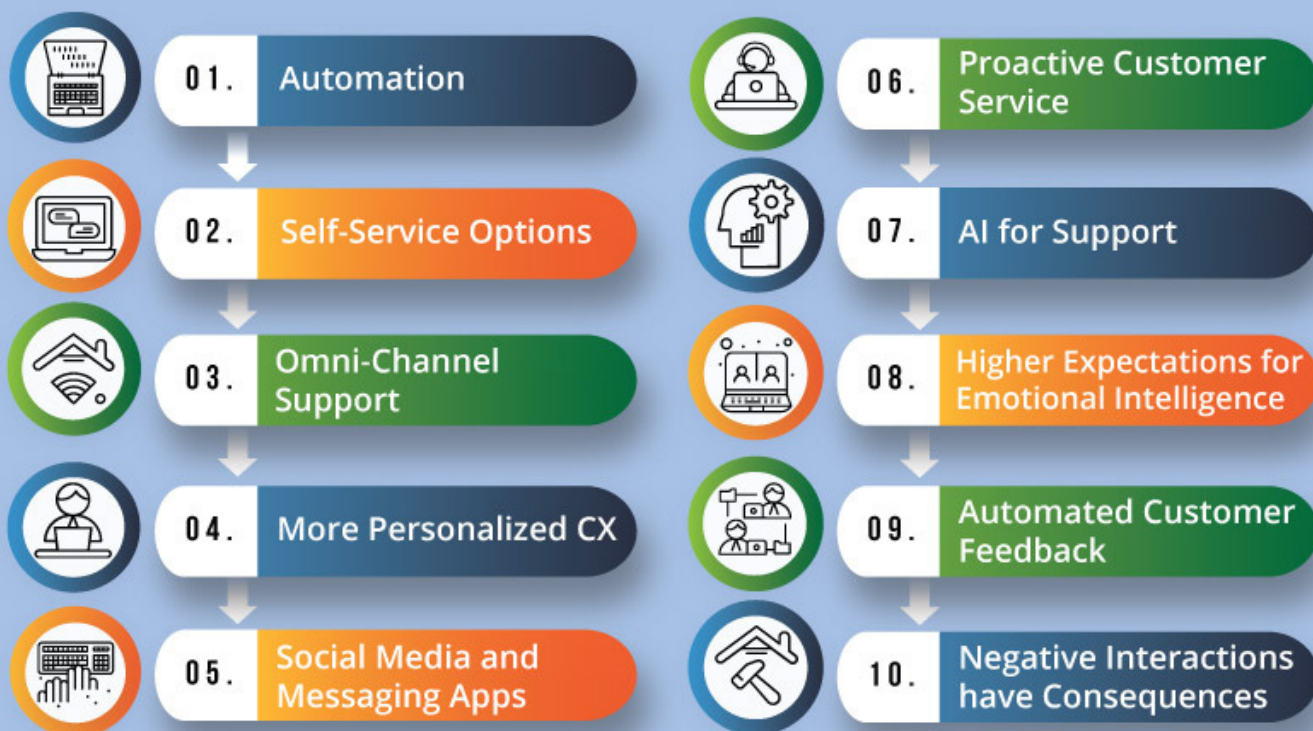 01. Automation
02. Self-Service Options
03. Omni-Channel
Support
04. More Personalized CX
05. Social Media and
Messaging Apps
06. Proactive Customer
Service
07. AI for Support
08. Higher Expectations for
Emotional Intelligence
09. Automated Customer
Feedback
10. Negative Interactions
have Consequences